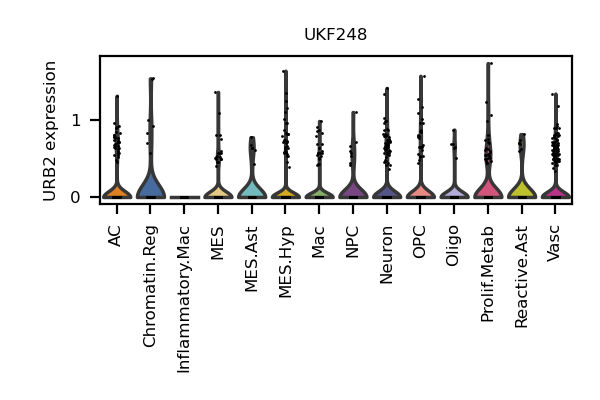 UKF248
URB2 expression
1
0
AC
Chromatin.Reg
Inflammatory.Mac
MES
MES.Ast
MES.Hyp
Mac
NPC
Neuron
OPC
Oligo
Prolif.Metab
Reactive.Ast
Vasc